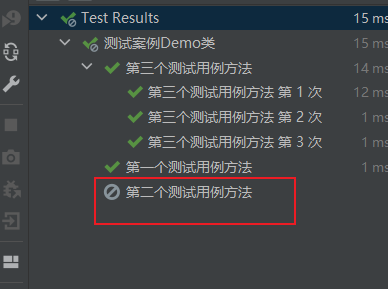 Test Results 15 ms
测试案例Demo类 15 ms
第三个测试用例方法 14 ms
第三个测试用例方法 第 1 次 12 ms
第三个测试用例方法 第 2 次 1 ms
第三个测试用例方法 第 3 次 1 ms
第一个测试用例方法 1 ms
第二个测试用例方法